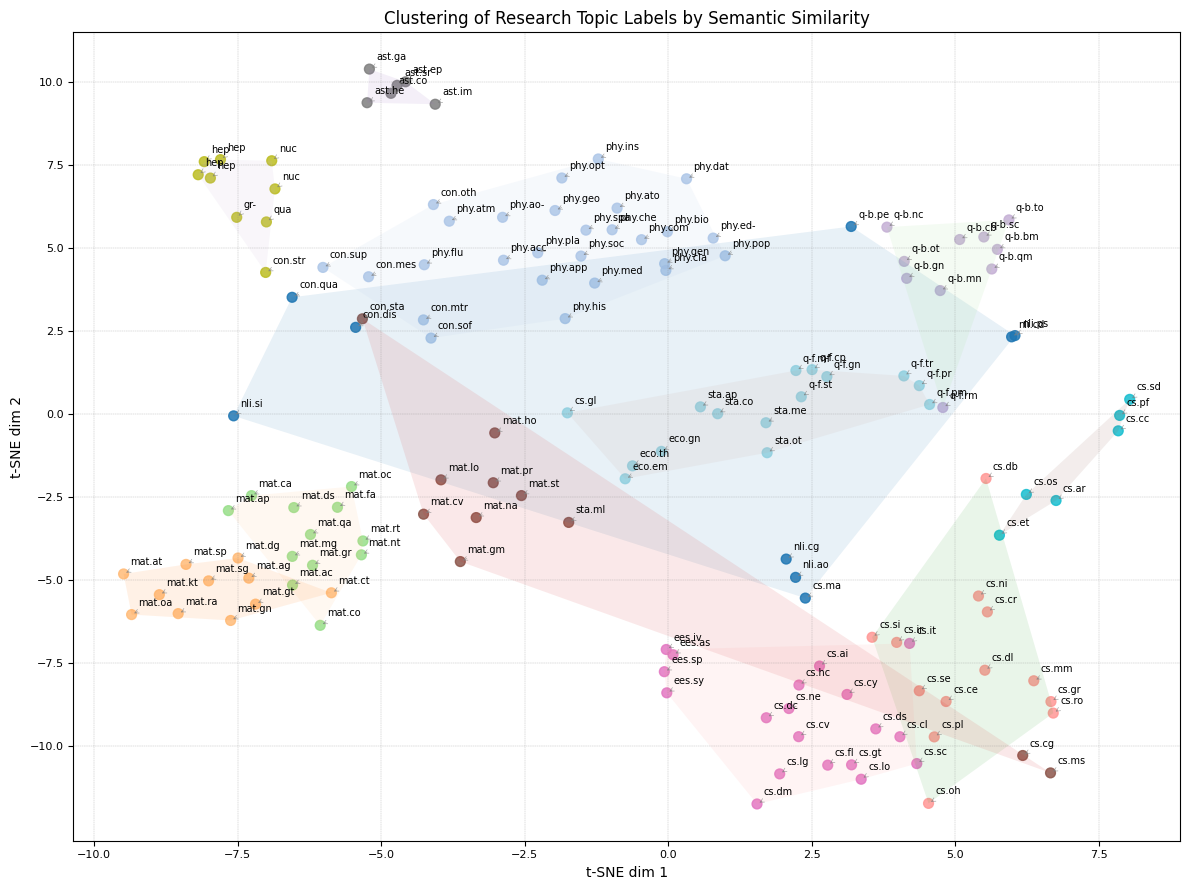 Clustering of Research Topic Labels by Semantic Similarity
ast.ga
ast.ep
ast.sr
ast.co
ast.he
ast.im
hep
hep
hep
hep
nuc
nuc
gr-
qua
con.str
phy.ins
phy.opt
phy.dat
con.oth
phy.atm
phy.ao-
phy.geo
phy.ato
phy.spa
phy.che
phy.com
phy.bio
phy.ed-
phy.pop
phy.gen
phy.cla
phy.pla
phy.soc
phy.acc
phy.flu
con.sup
con.mes
phy.app
phy.med
phy.his
con.qua
con.sta
con.dis
con.mtr
con.sof
q-b.pe
q-b.nc
q-b.to
q-b.cb
q-b.sc
q-b.bm
q-b.ot
q-b.qm
q-b.gn
q-b.mn
nli.cd
nli.ps
q-f.mf
q-f.cp
q-f.gn
q-f.tr
q-f.pr
q-f.st
q-f.pm
q-f.rm
nli.si
cs.gl
sta.ap
sta.co
sta.me
sta.ot
eco.gn
eco.th
eco.em
cs.sd
cs.pf
cs.cc
mat.ho
mat.lo
mat.pr
mat.st
mat.cv
mat.na
sta.ml
mat.gm
mat.oc
mat.ca
mat.ap
mat.ds
mat.fa
mat.qa
mat.rt
mat.nt
mat.mg
mat.gr
mat.dg
mat.sp
mat.at
mat.sg
mat.ag
mat.ac
mat.kt
mat.ct
mat.oa
mat.ra
mat.gt
mat.gn
mat.co
cs.db
cs.os
cs.ar
cs.et
nli.cg
nli.ao
cs.ma
cs.ni
cs.cr
cs.si
cs.it
ees.iv
ees.as
ees.sp
ees.sy
cs.ai
cs.hc
cs.cy
cs.ne
cs.dc
cs.cv
cs.ds
cs.cl
cs.pl
cs.se
cs.ce
cs.dl
cs.mm
cs.gr
cs.ro
cs.fl
cs.gt
cs.lo
cs.sc
cs.lg
cs.dm
cs.cg
cs.ms
cs.oh
10.0
7.5
5.0
2.5
0.0
−2.5
−5.0
−7.5
−10.0
t-SNE dim 2
−10.0
−7.5
−5.0
−2.5
0.0
2.5
5.0
7.5
t-SNE dim 1